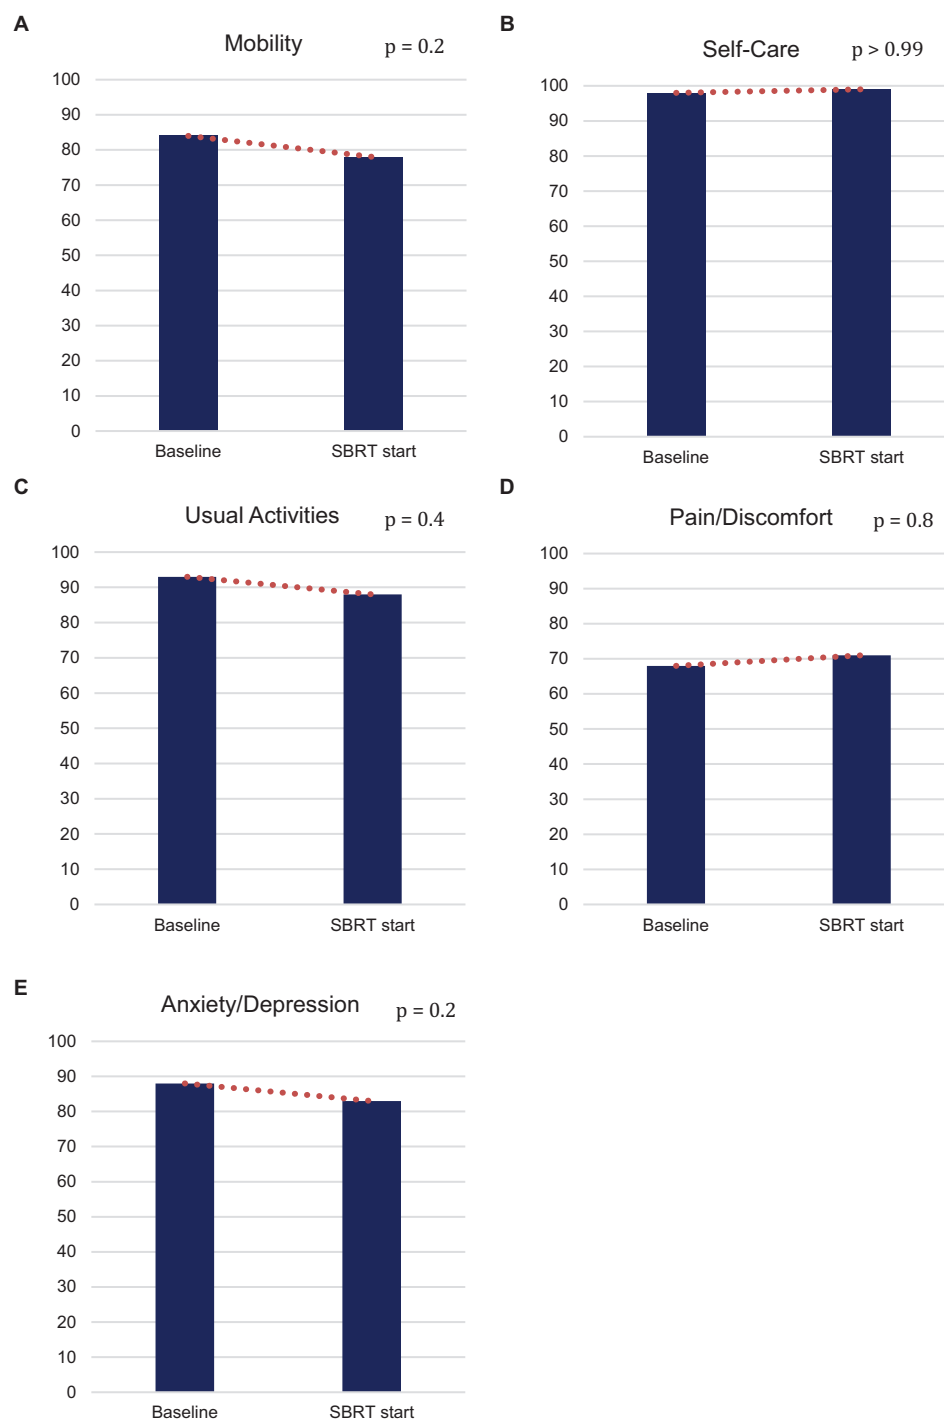 A
Mobility
p = 0.2
100
90
80
70
60
50
40
30
20
10
0
Baseline
SBRT start
B
Self-Care
p > 0.99
100
90
80
70
60
50
40
30
20
10
0
Baseline
SBRT start
C
Usual Activities
p = 0.4
100
90
80
70
60
50
40
30
20
10
0
Baseline
SBRT start
D
Pain/Discomfort
p = 0.8
100
90
80
70
60
50
40
30
20
10
0
Baseline
SBRT start
E
Anxiety/Depression
p = 0.2
100
90
80
70
60
50
40
30
20
10
0
Baseline
SBRT start